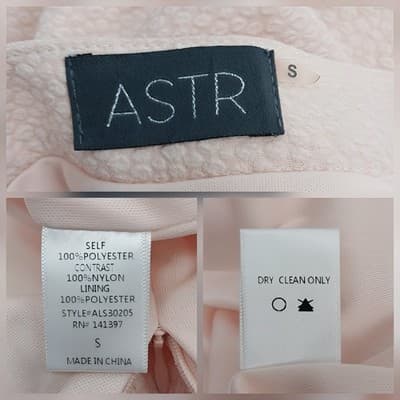 ASTR
S
SELF
100%POLYESTER
CONTRAST
100%NYLON
LINING
100%POLYESTER
STYLE#ALS30205
RN# 141397
S
MADE IN CHINA
DRY CLEAN ONLY